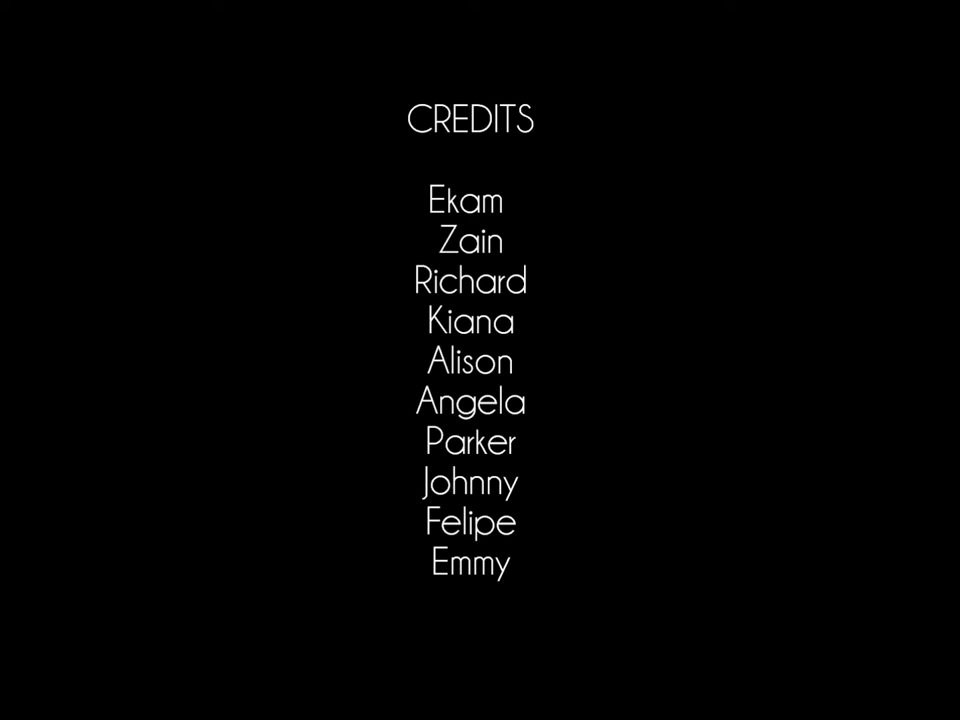 CREDITS
Ekam
Zain
Richard
Kiana
Alison
Angela
Parker
Johnny
Felipe
Emmy